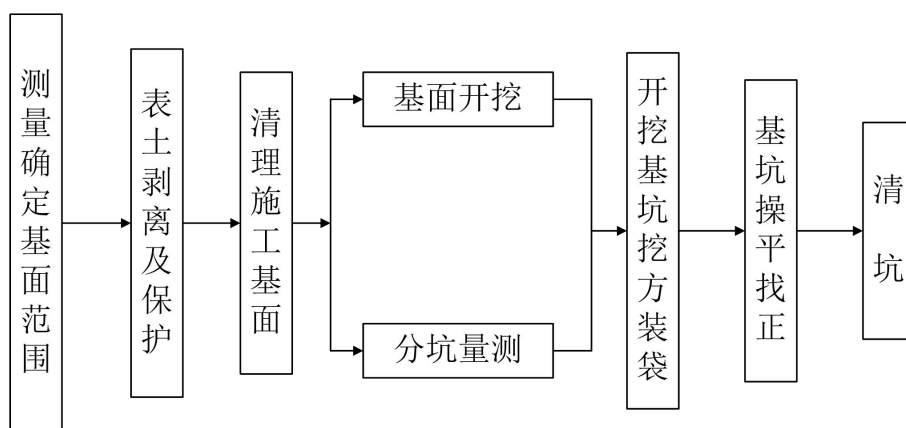 测量确定基面范围
表土剥离及保护
清理施工基面
基面开挖
分坑量测
开挖基坑挖方装袋
基坑操平找正
清坑